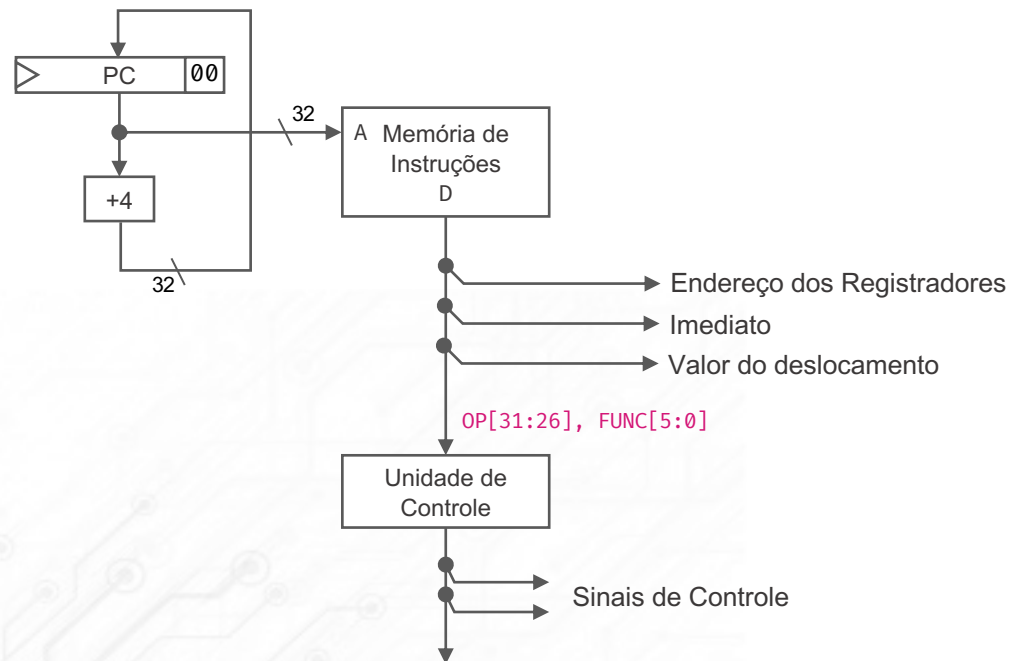 PC 00
32
A Memória de
Instruções
D
+4
32
Endereço dos Registradores
Imediato
Valor do deslocamento
OP[31:26], FUNC[5:0]
Unidade de
Controle
Sinais de Controle